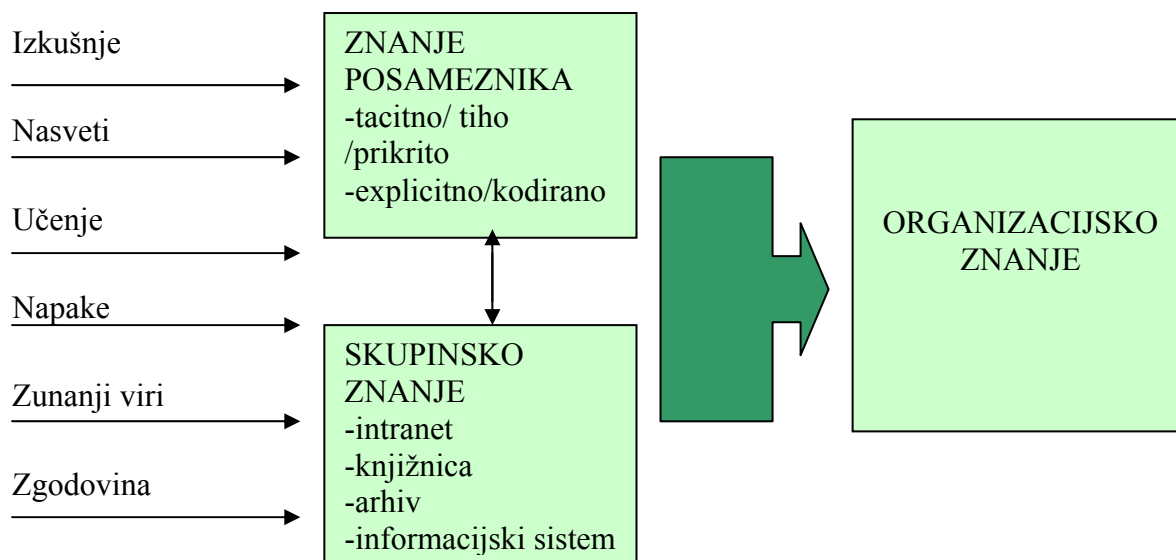 Izkušnje
Nasveti
Učenje
Napake
Zunanji viri
Zgodovina
ZNANJE
POSAMEZNIKA
-tacitno/ tiho
/prikrito
-explicitno/kodirano
SKUPINSKO
ZNANJE
-intranet
-knjižnica
-arhiv
-informacijski sistem
ORGANIZACIJSKO
ZNANJE